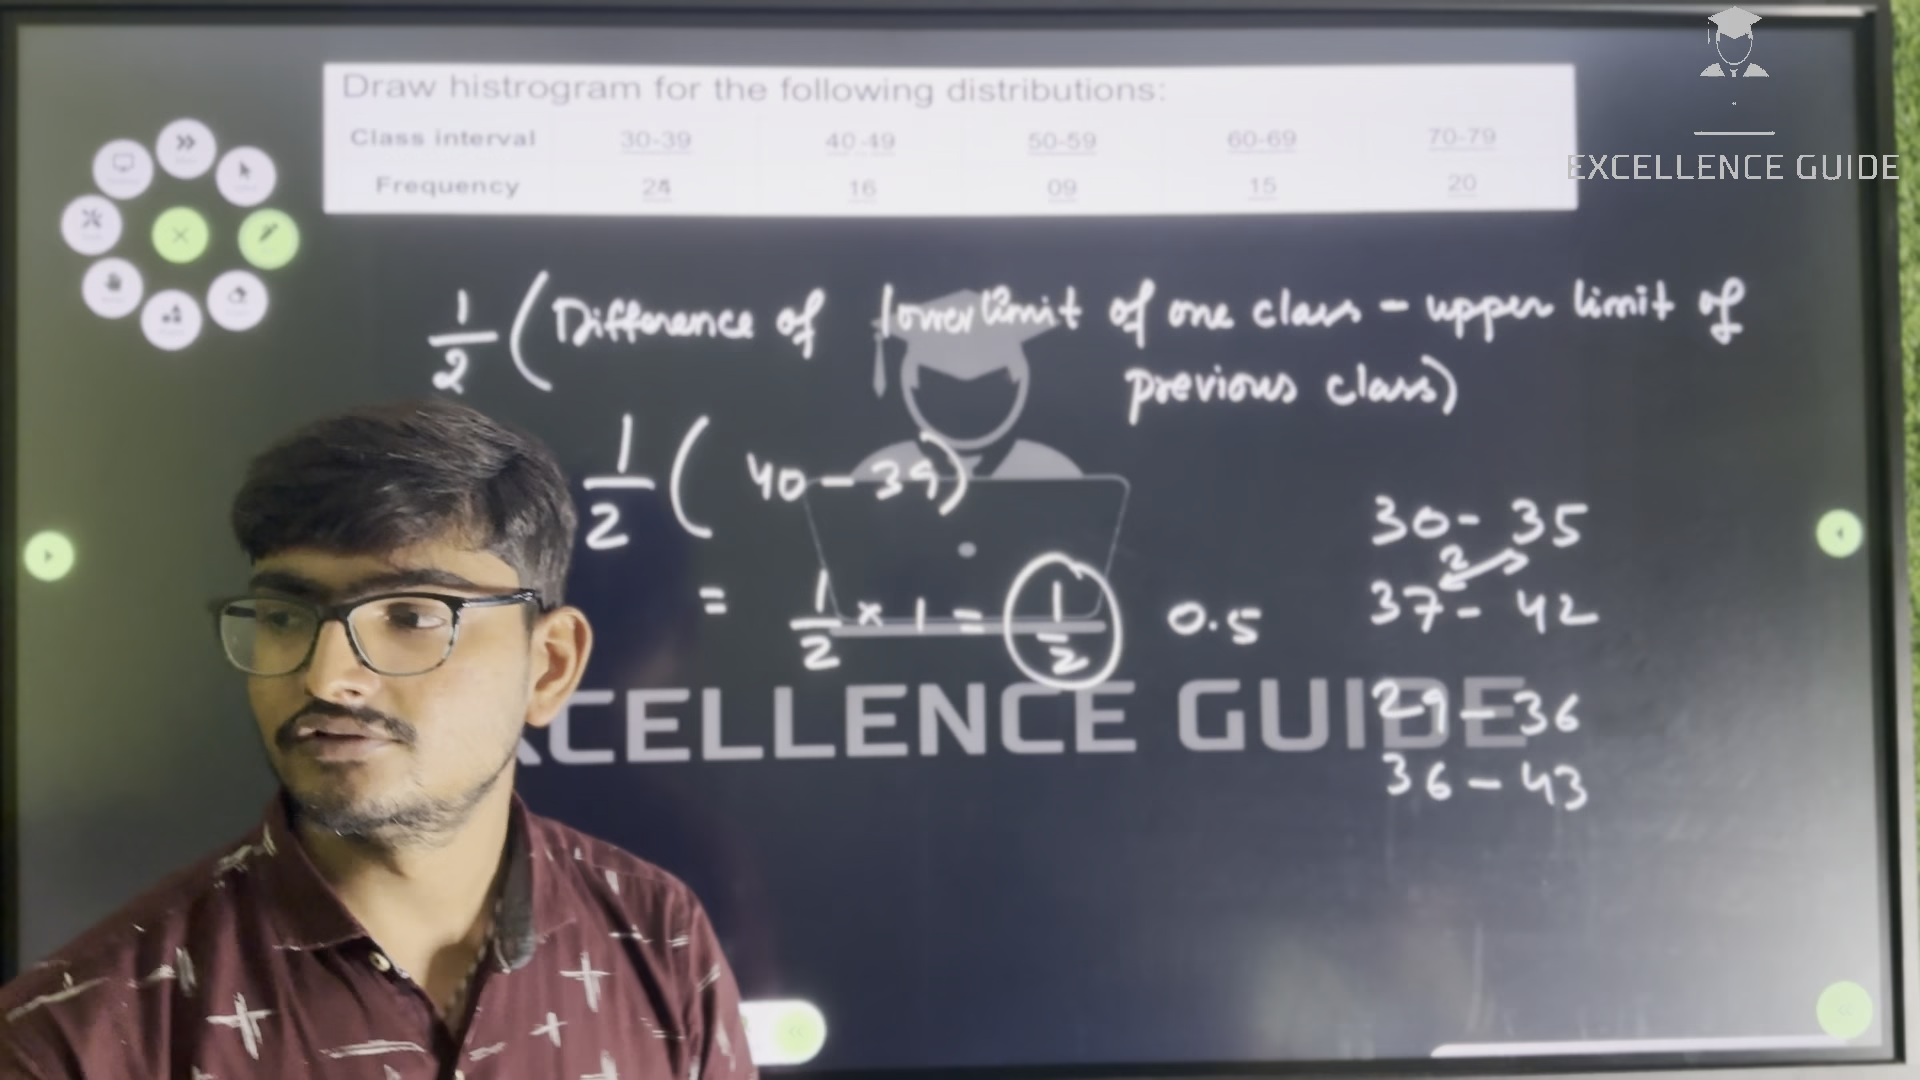 EXCELLENCE GUIDE
Draw histrogram for the following distributions:
Class interval 30-39 40-49 50-59 60-69 70-79
Frequency 24 16 09 15 20
1/2 (Difference of lower limit of one class - upper limit of
previous class)
1/2 ( 40 - 39)
= 1/2 × 1 = 1/2 0.5
30 - 35
2
37 - 42
29 - 36
36 - 43
XCELLENCE GUIDE